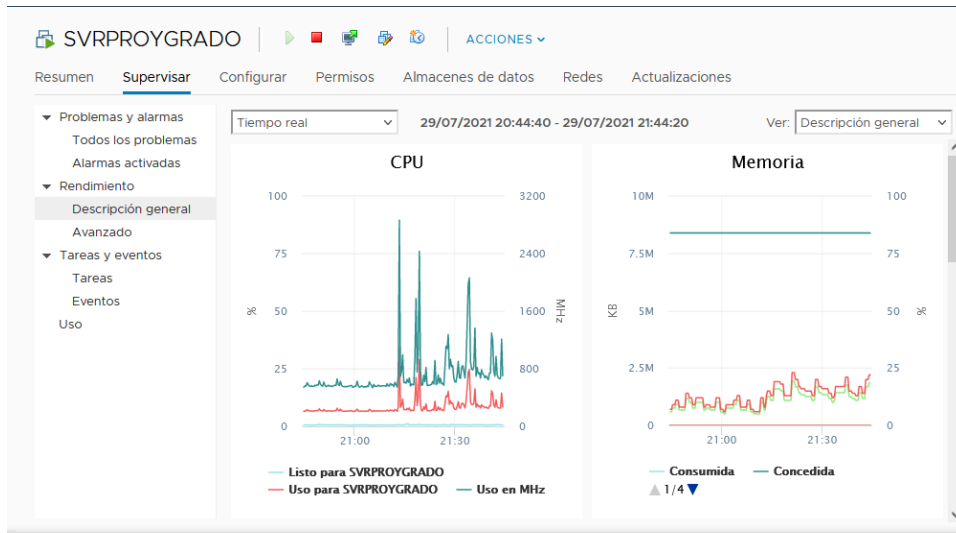 SVRPROYGRADO ACCIONES
Resumen Supervisar Configurar Permisos Almacenes de datos Redes Actualizaciones
Problemas y alarmas
Todos los problemas
Alarmas activadas
Rendimiento
Descripción general
Avanzado
Tareas y eventos
Tareas
Eventos
Uso
Tiempo real 29/07/2021 20:44:40 - 29/07/2021 21:44:20 Ver: Descripción general
CPU
100 3200
75 2400
50 1600
25 800
0 0
% MHz
21:00 21:30
Listo para SVRPROYGRADO
Uso para SVRPROYGRADO Uso en MHz
Memoria
10M 100
7.5M 75
5M 50
2.5M 25
0 0
KB %
21:00 21:30
Consumida Concedida
1/4